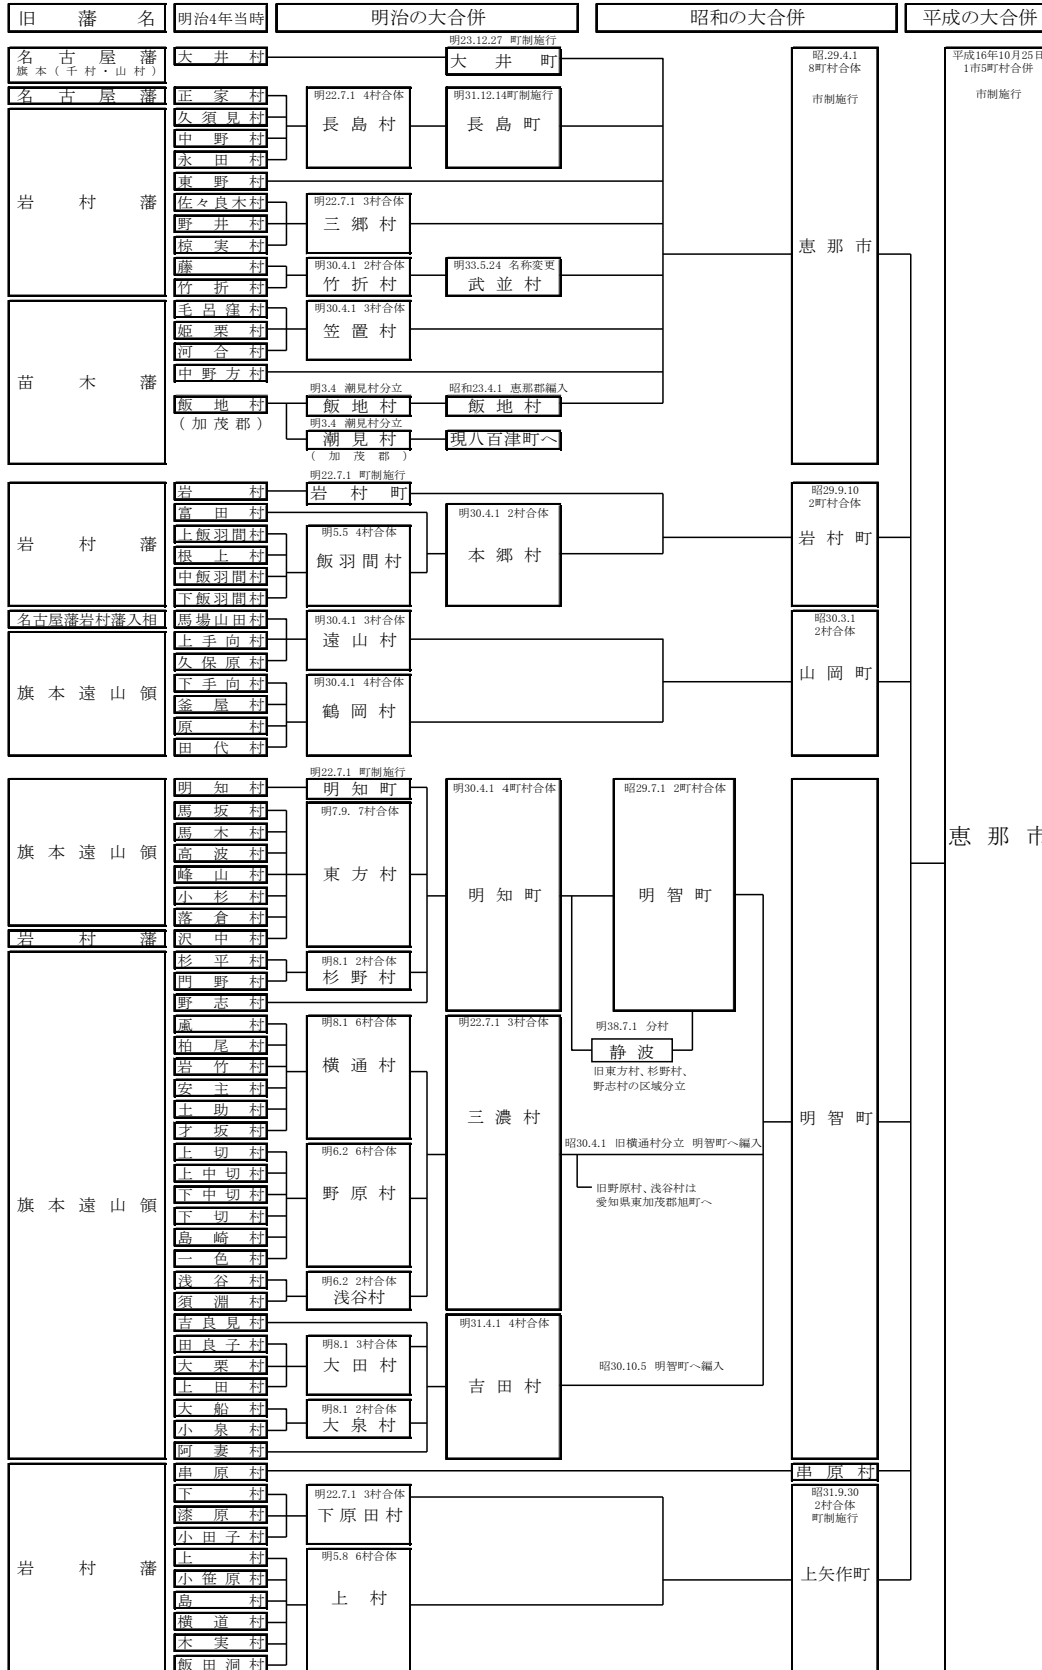 旧藩名 明治4年当時 明治の大合併 昭和の大合併 平成の大合併
名古屋藩
旗本(千村・山村)
大井村
明23.12.27 町制施行
大井町
名古屋藩
岩村藩
正家村
久須見村
中野村
永田村
明22.7.1 4村合体
長島村
明31.12.14町制施行
長島町
東野村
佐々良木村
野井村
椋実村
明22.7.1 3村合体
三郷村
藤村
竹折村
明30.4.1 2村合体
竹折村
明33.5.24 名称変更
武並村
苗木藩
毛呂窪村
姫栗村
河合村
明30.4.1 3村合体
笠置村
中野方村
飯地村
(加茂郡)
明3.4 潮見村分立
飯地村
昭和23.4.1 恵那郡編入
飯地村
明3.4 潮見村分立
潮見村
(加茂郡)
現八百津町へ
昭.29.4.1
8町村合体
市制施行
恵那市
平成16年10月25日
1市5町村合併
市制施行
恵那市
岩村藩
岩村
富田村
上飯羽間村
根上村
中飯羽間村
下飯羽間村
明22.7.1 町制施行
岩村町
明5.5 4村合体
飯羽間村
明30.4.1 2村合体
本郷村
昭29.9.10
2町村合体
岩村町
名古屋藩岩村藩入相
旗本遠山領
馬場山田村
上手向村
久保原村
明30.4.1 3村合体
遠山村
下手向村
釜屋村
原村
田代村
明30.4.1 4村合体
鶴岡村
昭30.3.1
2村合体
山岡町
旗本遠山領
明知村
明22.7.1 町制施行
明知町
馬坂村
馬木村
高波村
峰山村
小杉村
落倉村
岩村藩
沢中村
明7.9. 7村合体
東方村
旗本遠山領
杉平村
門野村
明8.1 2村合体
杉野村
野志村
明30.4.1 4町村合体
明知町
昭29.7.1 2町村合体
明智町
明38.7.1 分村
静波
旧東方村、杉野村、
野志村の区域分立
柏尾村
岩竹村
安主村
土助村
才坂村
明8.1 6村合体
横通村
上切村
上中切村
下中切村
下切村
島崎村
一色村
明6.2 6村合体
野原村
浅谷村
須淵村
明6.2 2村合体
浅谷村
明22.7.1 3村合体
三濃村
昭30.4.1 旧横通村分立 明智町へ編入
旧野原村、浅谷村は
愛知県東加茂郡旭町へ
吉良見村
田良子村
大栗村
上田村
明8.1 3村合体
大田村
大船村
小泉村
明8.1 2村合体
大泉村
阿妻村
明31.4.1 4村合体
吉田村
昭30.10.5 明智町へ編入
明智町
岩村藩
串原村
串原村
下村
漆原村
小田子村
明22.7.1 3村合体
下原田村
上村
小笹原村
島村
横道村
木実村
飯田洞村
明5.8 6村合体
上村
昭31.9.30
2村合体
町制施行
上矢作町